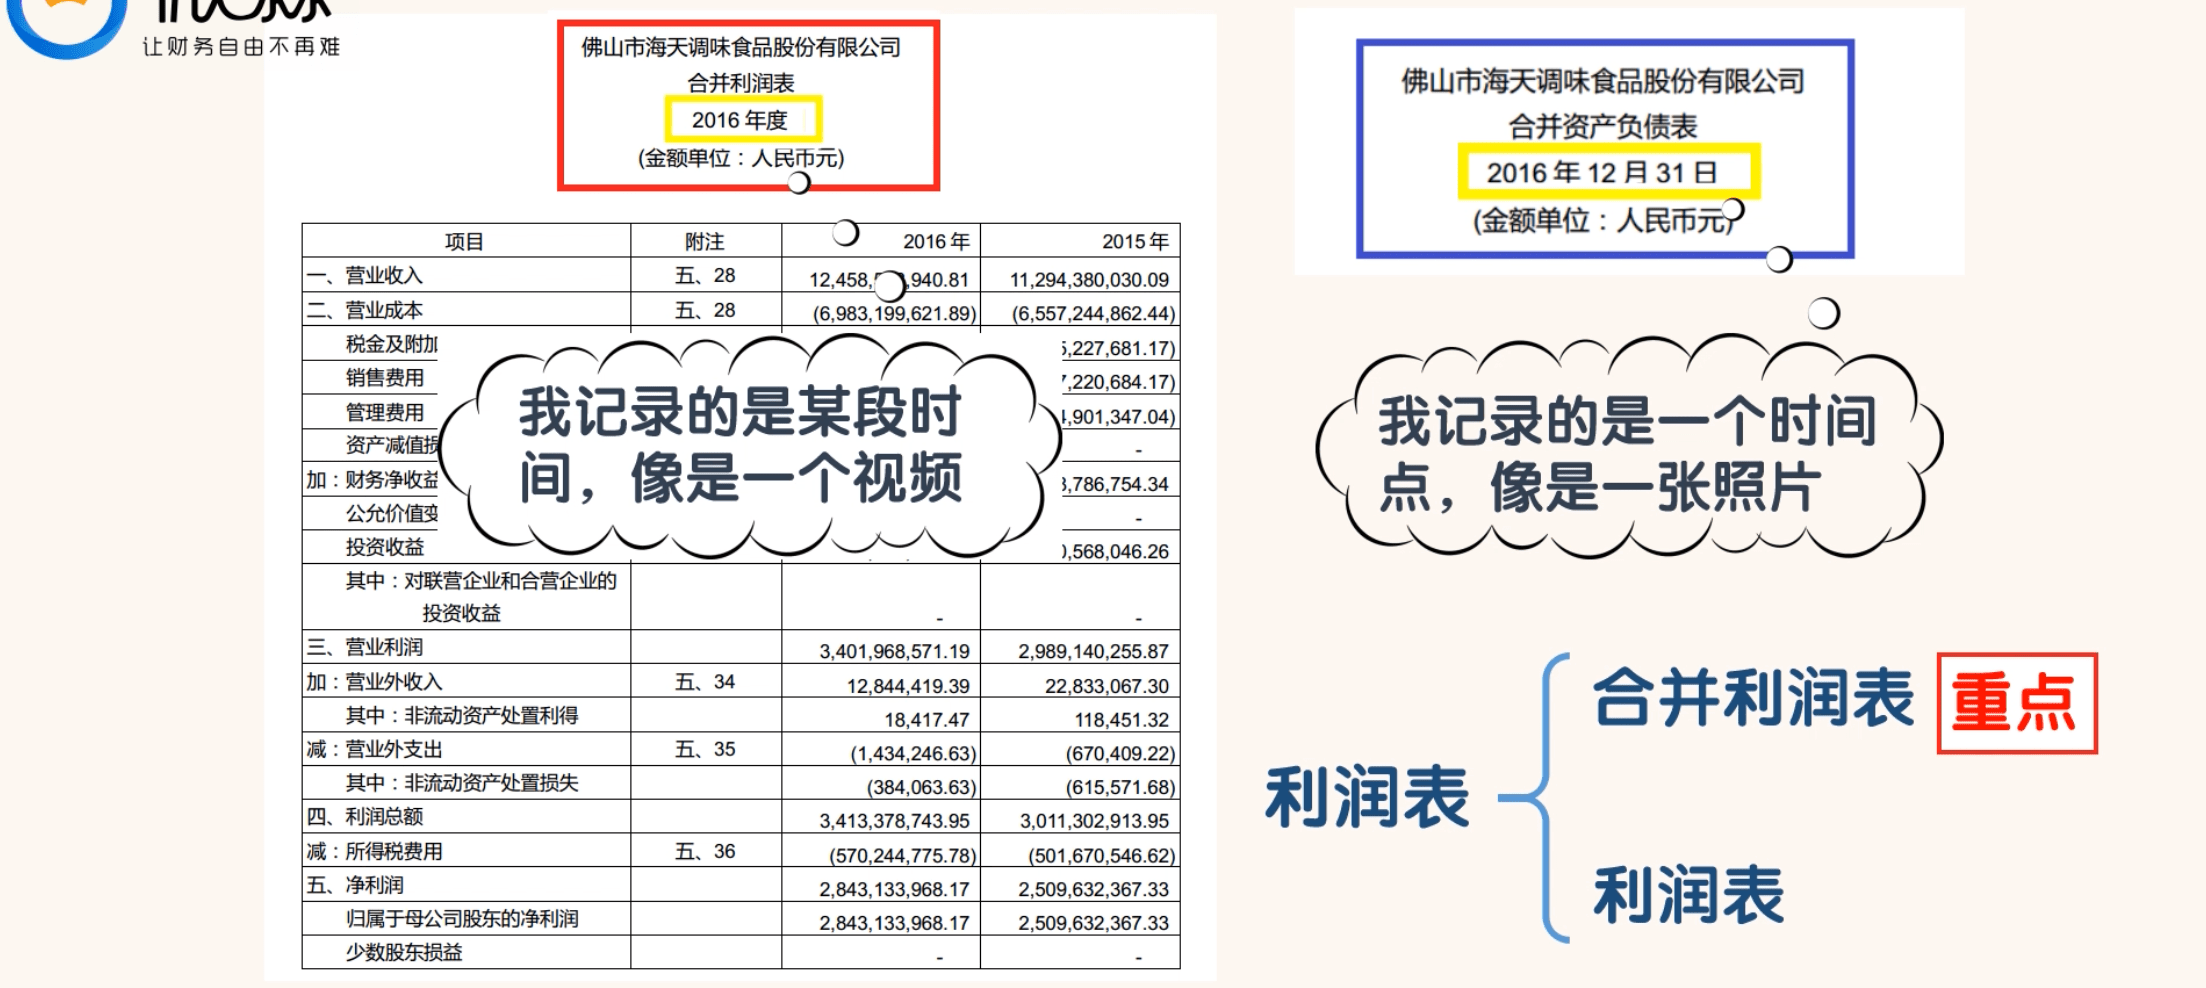 让财务自由不再难
佛山市海天调味食品股份有限公司
合并利润表
2016 年度
(金额单位：人民币元)
项目 附注 2016 年 2015 年
一、营业收入 五、28 12,458, ,940.81 11,294,380,030.09
二、营业成本 五、28 (6,983,199,621.89) (6,557,244,862.44)
税金及附加 5,227,681.17)
销售费用 7,220,684.17)
管理费用 ,901,347.04)
资产减值损 -
加：财务净收益 3,786,754.34
公允价值变 -
投资收益 0,568,046.26
其中：对联营企业和合营企业的
投资收益 - -
三、营业利润 3,401,968,571.19 2,989,140,255.87
加：营业外收入 五、34 12,844,419.39 22,833,067.30
其中：非流动资产处置利得 18,417.47 118,451.32
减：营业外支出 五、35 (1,434,246.63) (670,409.22)
其中：非流动资产处置损失 (384,063.63) (615,571.68)
四、利润总额 3,413,378,743.95 3,011,302,913.95
减：所得税费用 五、36 (570,244,775.78) (501,670,546.62)
五、净利润 2,843,133,968.17 2,509,632,367.33
归属于母公司股东的净利润 2,843,133,968.17 2,509,632,367.33
少数股东损益 - -
我记录的是某段时
间，像是一个视频
佛山市海天调味食品股份有限公司
合并资产负债表
2016 年 12 月 31 日
(金额单位：人民币元)
我记录的是一个时间
点，像是一张照片
利润表
合并利润表 重点
利润表